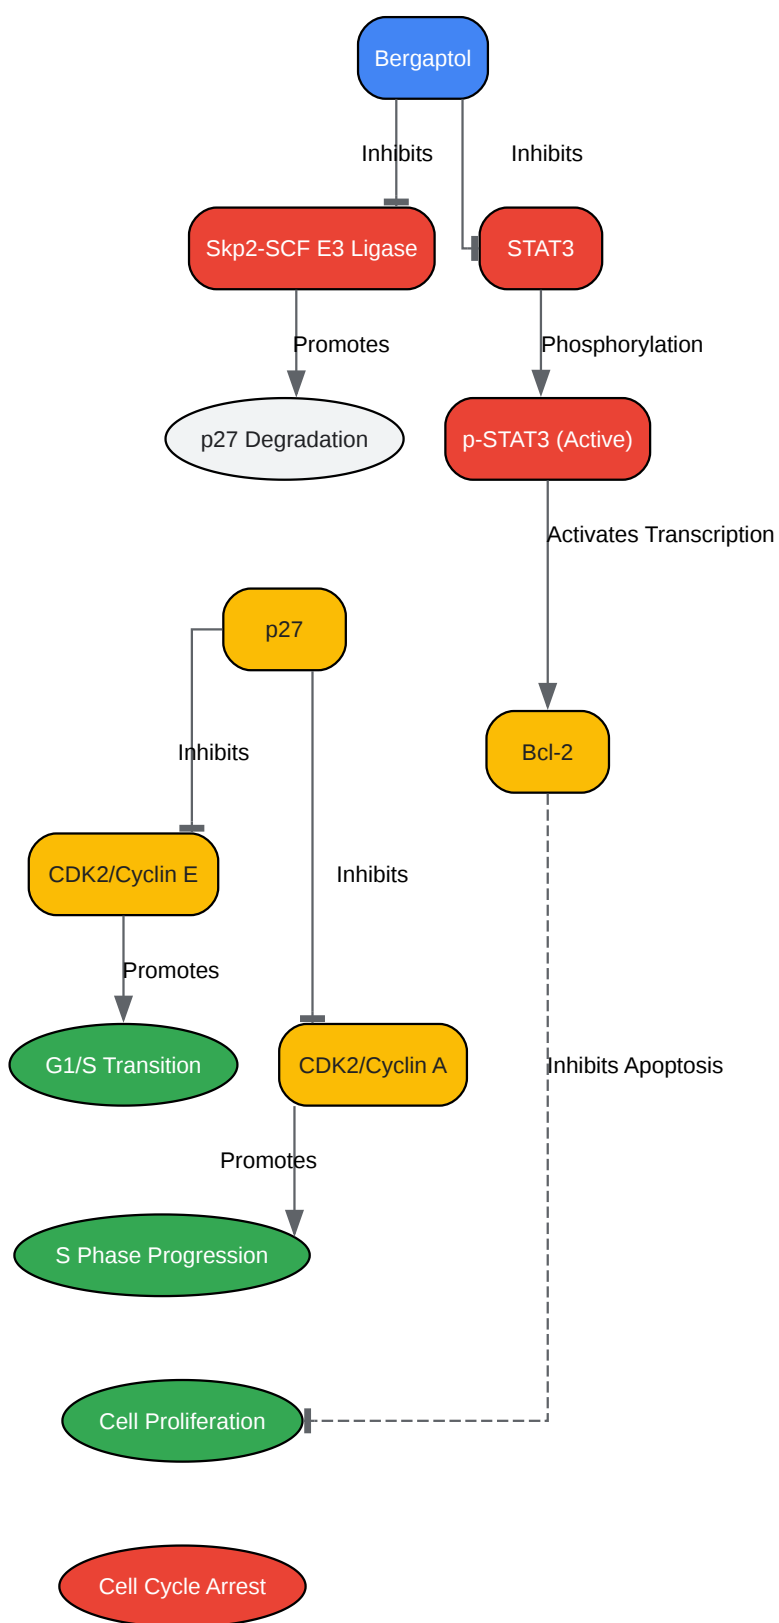 Bergaptol
Inhibits
Inhibits
Skp2-SCF E3 Ligase
STAT3
Promotes
Phosphorylation
p27 Degradation
p-STAT3 (Active)
Activates Transcription
p27
Inhibits
Bcl-2
CDK2/Cyclin E
Inhibits
Promotes
G1/S Transition
CDK2/Cyclin A
Inhibits Apoptosis
Promotes
S Phase Progression
Cell Proliferation
Cell Cycle Arrest